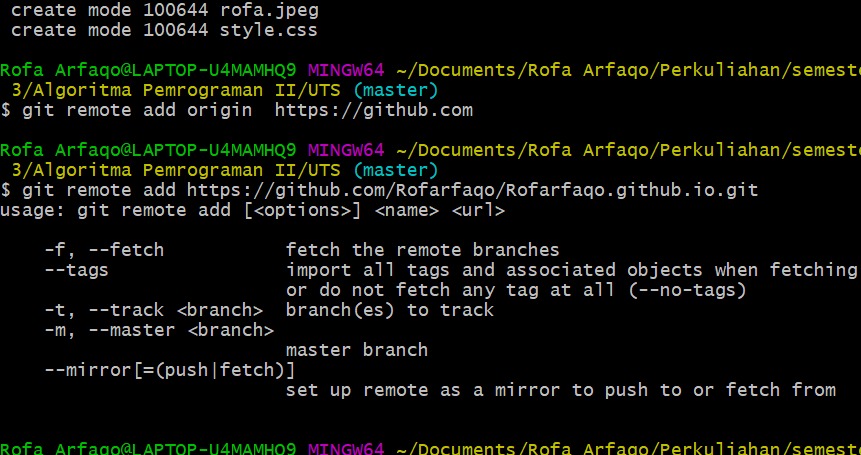 create mode 100644 rofa.jpeg
create mode 100644 style.css
Rofa Arfaqo@LAPTOP-U4MAMHQ9 MINGW64 ~/Documents/Rofa Arfaqo/Perkuliahan/semeste
3/Algoritma Pemrograman II/UTS (master)
$ git remote add origin  https://github.com
Rofa Arfaqo@LAPTOP-U4MAMHQ9 MINGW64 ~/Documents/Rofa Arfaqo/Perkuliahan/semeste
3/Algoritma Pemrograman II/UTS (master)
$ git remote add https://github.com/Rofarfaqo/Rofarfaqo.github.io.git
usage: git remote add [<options>] <name> <url>
-f, --fetch           fetch the remote branches
--tags                import all tags and associated objects when fetching
or do not fetch any tag at all (--no-tags)
-t, --track <branch>  branch(es) to track
-m, --master <branch>
master branch
--mirror[=(push|fetch)]
set up remote as a mirror to push to or fetch from
Rofa Arfaqo@LAPTOP-U4MAMHQ9 MINGW64 ~/Documents/Rofa Arfaqo/Perkuliahan/semeste